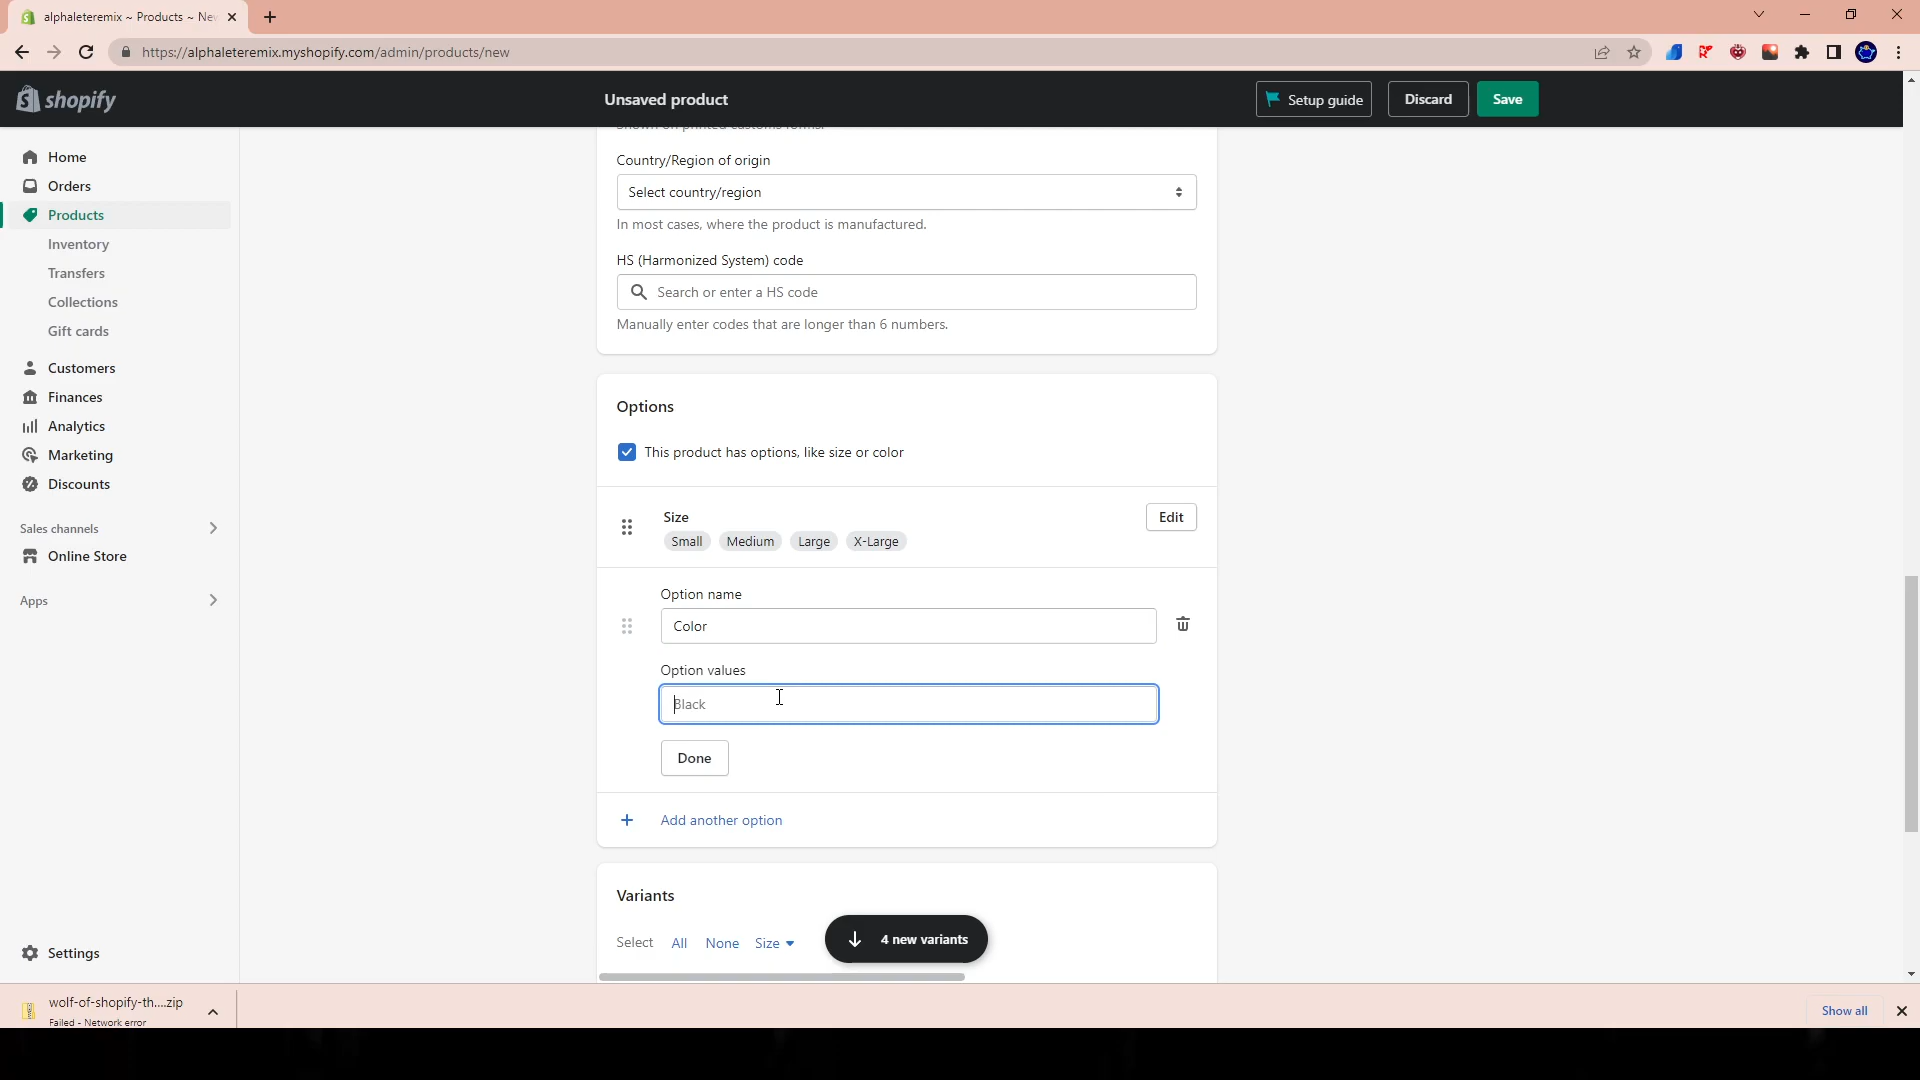 alphaleteremix ~ Products ~ Ne
https://alphaleteremix.myshopify.com/admin/products/new
shopify
Unsaved product
Setup guide
Discard
Save
Home
Orders
Products
Inventory
Transfers
Collections
Gift cards
Customers
Finances
Analytics
Marketing
Discounts
Sales channels
Online Store
Apps
Settings
Shown on printed customs forms.
Country/Region of origin
Select country/region
In most cases, where the product is manufactured.
HS (Harmonized System) code
Search or enter a HS code
Manually enter codes that are longer than 6 numbers.
Options
This product has options, like size or color
Size
Edit
Small Medium Large X-Large
Option name
Color
Option values
Black
Done
Add another option
Variants
Select All None Size
4 new variants
wolf-of-shopify-th....zip
Failed - Network error
Show all